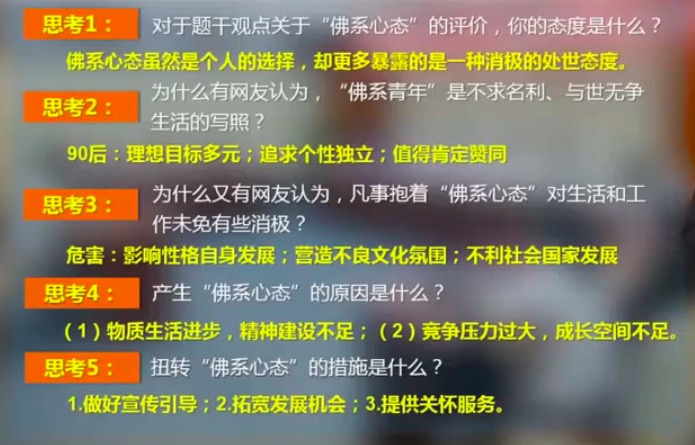 思考1： 对于题干观点关于“佛系心态”的评价，你的态度是什么？
佛系心态虽然是个人的选择，却更多暴露的是一种消极的处世态度。
思考2： 为什么有网友认为，“佛系青年”是不求名利、与世无争
生活的写照？
90后：理想目标多元；追求个性独立；值得肯定赞同
思考3： 为什么又有网友认为，凡事抱着“佛系心态”对生活和工
作未免有些消极？
危害：影响性格自身发展；营造不良文化氛围；不利社会国家发展
思考4： 产生“佛系心态”的原因是什么？
（1）物质生活进步，精神建设不足；（2）竞争压力过大，成长空间不足。
思考5： 扭转“佛系心态”的措施是什么？
1.做好宣传引导；2.拓宽发展机会；3.提供关怀服务。